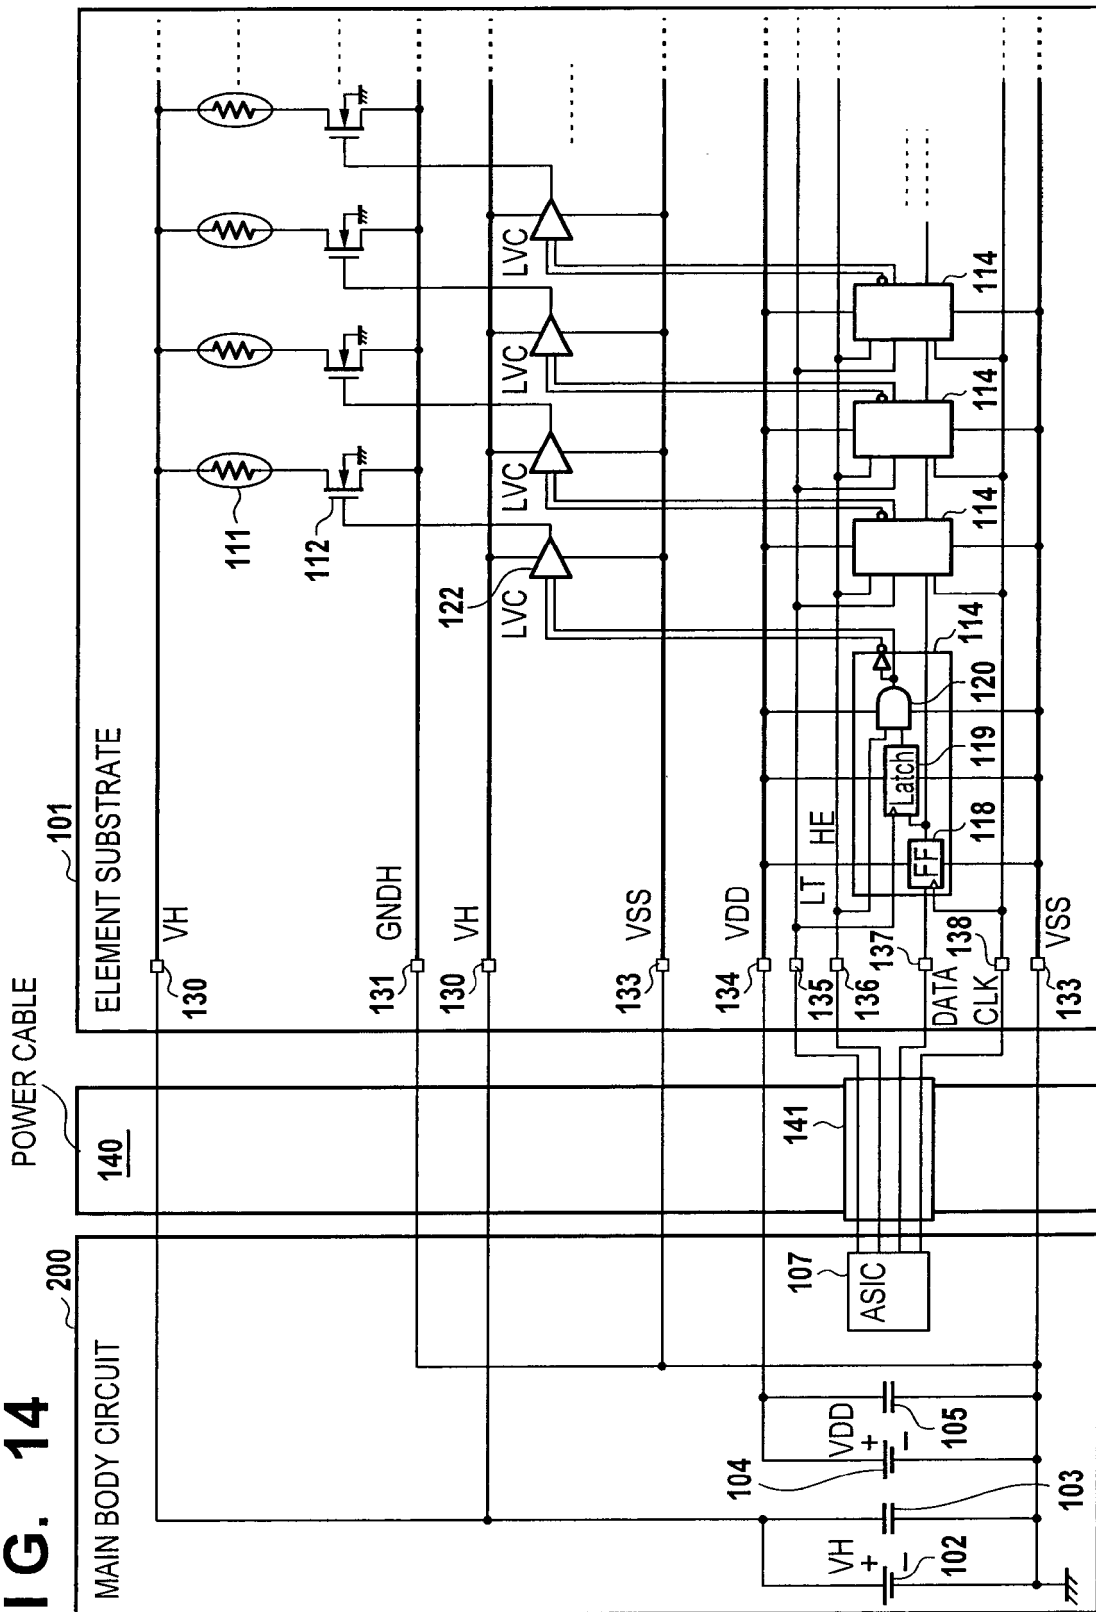 FIG. 14
MAIN BODY CIRCUIT
200
POWER CABLE
140
101
ELEMENT SUBSTRATE
VH
130
111
112
GNDH
131
VH
130
LVC
LVC
LVC
LVC
122
VSS
133
VDD
134
LT
135
HE
136
137
DATA
138
CLK
VSS
133
141
107
ASIC
FF
118
Latch
119
120
114
114
114
114
VH
+
-
102
103
VDD
+
-
104
105